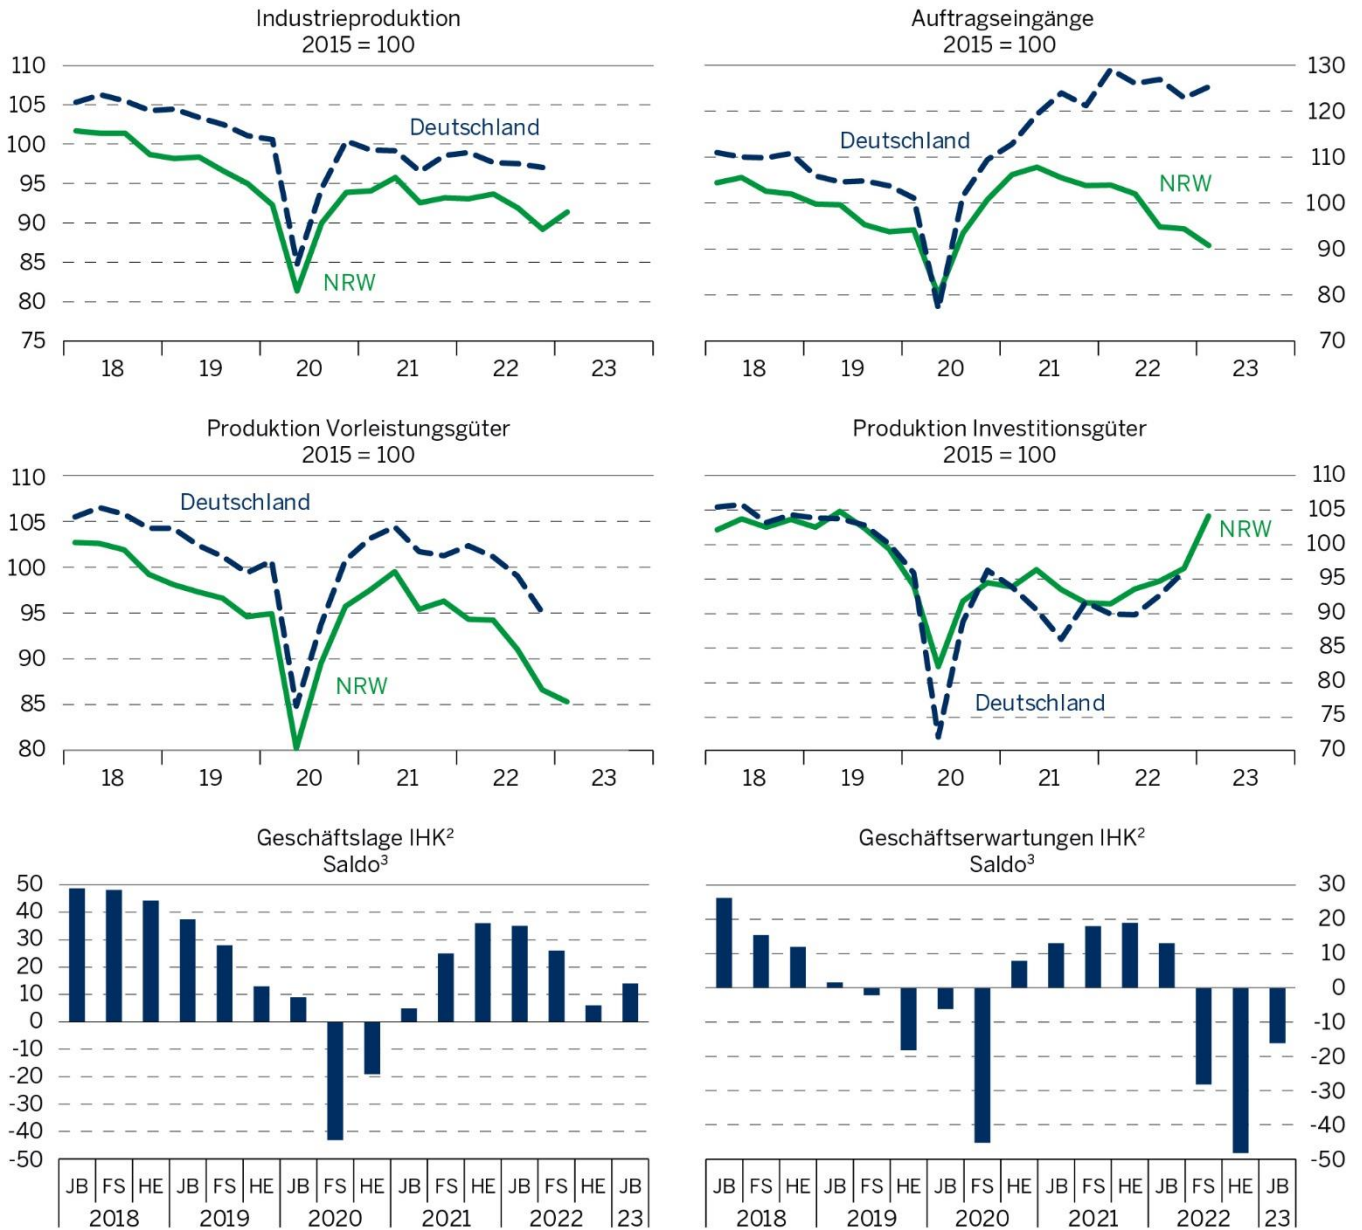 Industrieproduktion
2015 = 100
110
105
100
95
90
85
80
75
Deutschland
NRW
18 19 20 21 22 23
Auftragseingänge
2015 = 100
130
120
110
100
90
80
70
Deutschland
NRW
18 19 20 21 22 23
Produktion Vorleistungsgüter
2015 = 100
110
105
100
95
90
85
80
Deutschland
NRW
18 19 20 21 22 23
Produktion Investitionsgüter
2015 = 100
110
105
100
95
90
85
80
75
70
NRW
Deutschland
18 19 20 21 22 23
Geschäftslage IHK²
Saldo³
50
40
30
20
10
0
-10
-20
-30
-40
-50
JB FS HE JB FS HE JB FS HE JB FS HE JB FS HE JB
2018 2019 2020 2021 2022 23
Geschäftserwartungen IHK²
Saldo³
30
20
10
0
-10
-20
-30
-40
-50
JB FS HE JB FS HE JB FS HE JB FS HE JB FS HE JB
2018 2019 2020 2021 2022 23